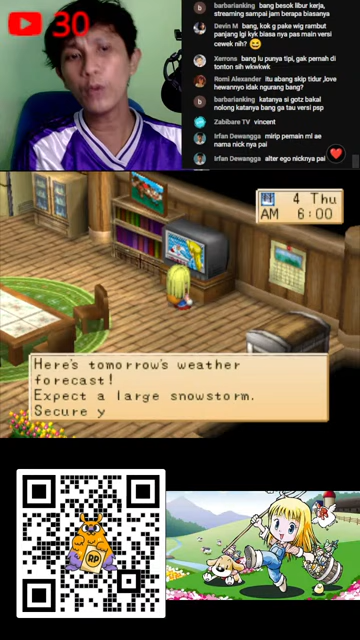 30
barbarianking bang besok libur kerja,
streaming sampai jam berapa biasanya
Devin M bang, kok g pake wig rambut
panjang lgi kyk biasa nya pas main versi
cewek nih?
Xerrons bang lu punya tipi, gak pernah di
tonton sih wkwkwk
Romi Alexander itu abang skip tidur ,love
hewannya idak ngurang bang?
barbarianking katanya si gotz bakal
nolong katanya bang ga tau versi psp
Zabibare TV vincent
Irfan Dewangga mirip pemain ml ae
nama nick nya pai
Irfan Dewangga alter ego nicknya pai
4 Thu
AM 6:00
Here's tomorrow's weather
forecast!
Expect a large snowstorm.
Secure y
RP